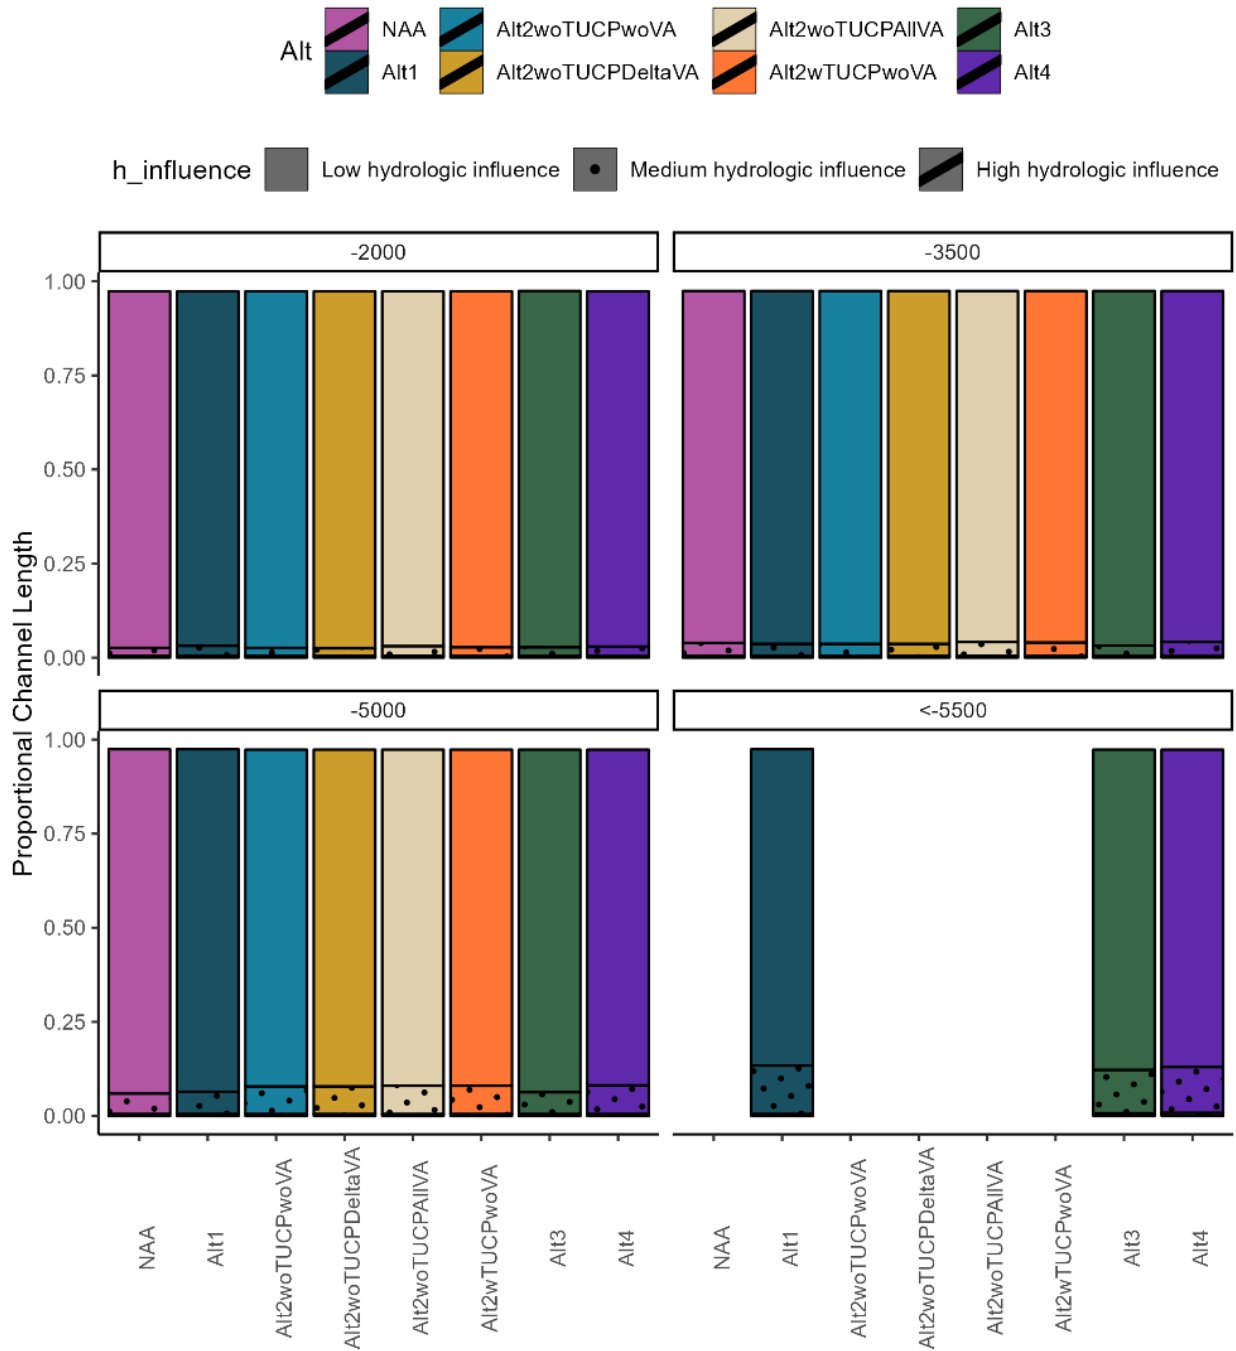 Alt
NAA
Alt2woTUCPwoVA
Alt2woTUCPAllVA
Alt3
Alt1
Alt2woTUCPDeltaVA
Alt2wTUCPwoVA
Alt4
h_influence
Low hydrologic influence
Medium hydrologic influence
High hydrologic influence
-2000
-3500
1.00
0.75
0.50
0.25
0.00
-5000
<-5500
1.00
0.75
0.50
0.25
0.00
Proportional Channel Length
NAA
Alt1
Alt2woTUCPwoVA
Alt2woTUCPDeltaVA
Alt2woTUCPAllVA
Alt2wTUCPwoVA
Alt3
Alt4
NAA
Alt1
Alt2woTUCPwoVA
Alt2woTUCPDeltaVA
Alt2woTUCPAllVA
Alt2wTUCPwoVA
Alt3
Alt4